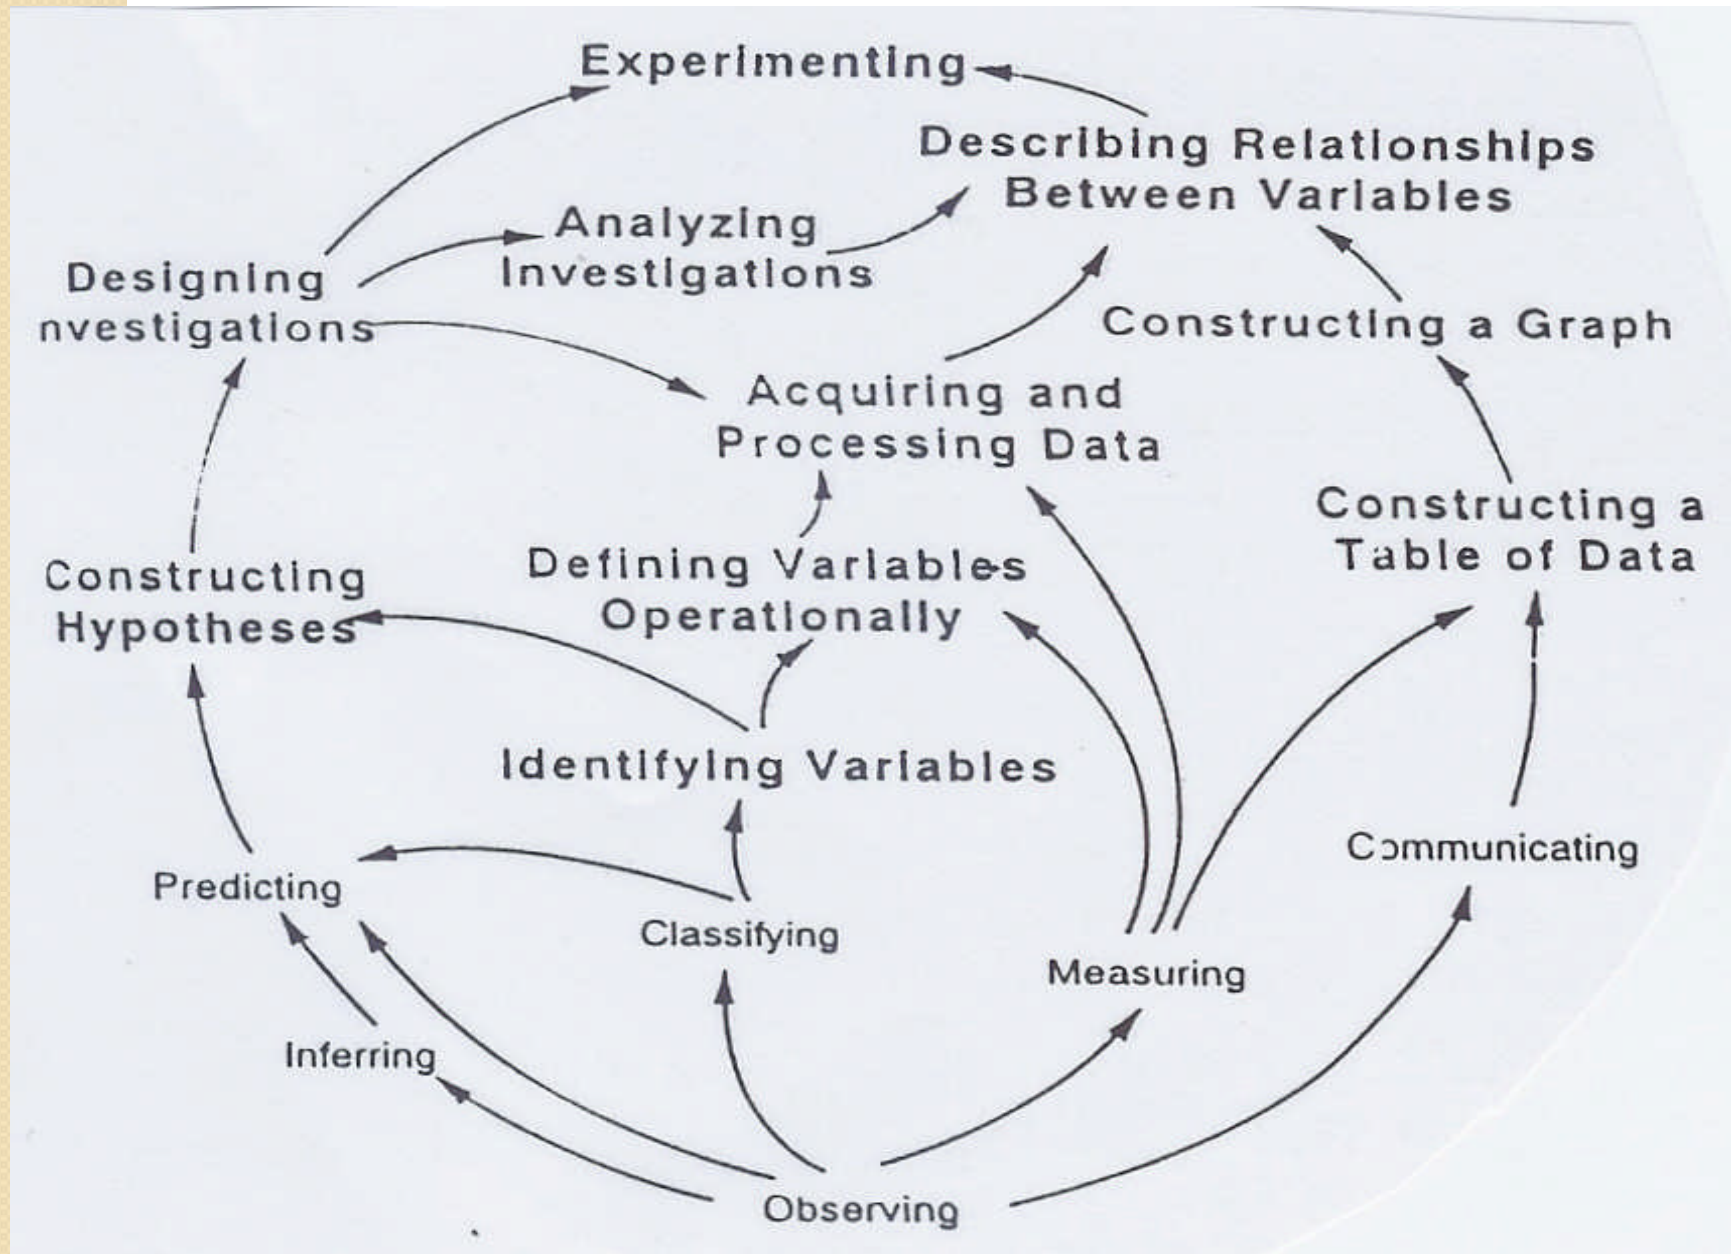 Experimenting
Describing Relationships
Between Variables
Analyzing
Investigations
Designing
nvestigations
Constructing a Graph
Acquiring and
Processing Data
Constructing a
Table of Data
Defining Variables
Operationally
Constructing
Hypotheses
Identifying Variables
Communicating
Predicting
Classifying
Measuring
Inferring
Observing